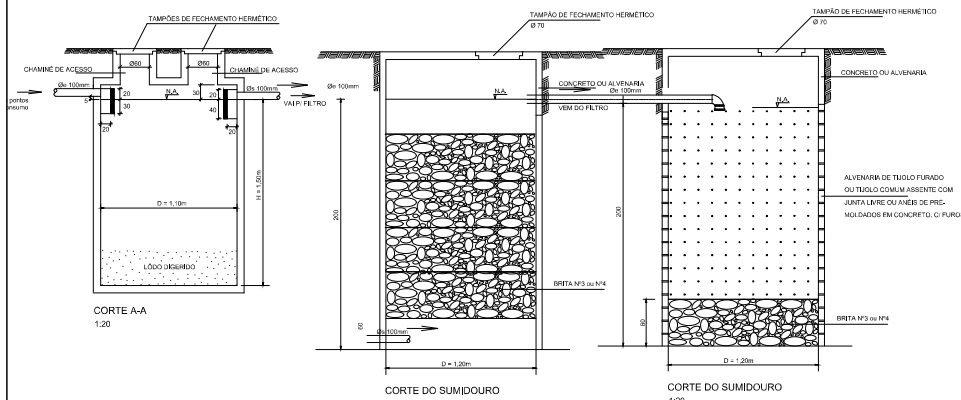 TAMPÕES DE FECHAMENTO HERMÉTICO
Ø60
Ø60
CHAMINÉ DE ACESSO
CHAMINÉ DE ACESSO
Øe 100mm
Øs 100mm
pontos
onsumo
5
20
30
20
30
N.A.
20
40
20
VAI P/ FILTRO
D = 1,10m
H = 1,50m
LODO DIGERIDO
CORTE A-A
1:20
TAMPÃO DE FECHAMENTO HERMÉTICO
Ø 70
Øe 100mm
N.A.
CONCRETO OU ALVENARIA
Øe 100mm
VEM DO FILTRO
200
BRITA Nº3 ou Nº4
60
Øs 100mm
D = 1,20m
CORTE DO SUMIDOURO
TAMPÃO DE FECHAMENTO HERMÉTICO
Ø 70
CONCRETO OU ALVENARIA
N.A.
200
ALVENARIA DE TIJOLO FURADO
OU TIJOLO COMUM ASSENTE COM
JUNTA LIVRE OU ANÉIS DE PRÉ-
MOLDADOS EM CONCRETO, C/ FURO
BRITA Nº3 ou Nº4
D = 1,20m
CORTE DO SUMIDOURO
1:20